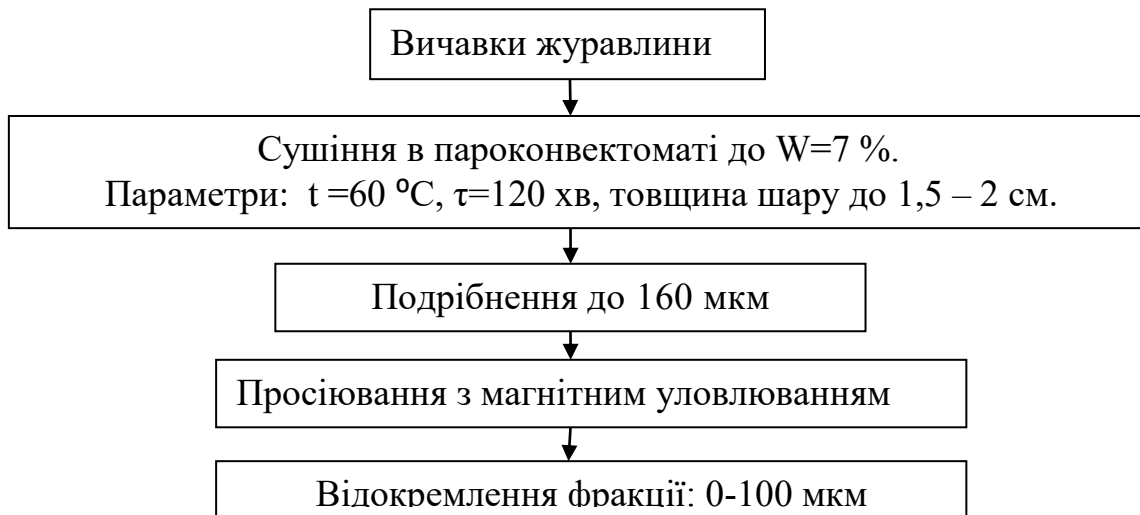 Вичавки журавлини
Сушіння в пароконвектоматі до W=7 %.
Параметри: t =60 ⁰С, τ=120 хв, товщина шару до 1,5 – 2 см.
Подрібнення до 160 мкм
Просіювання з магнітним уловлюванням
Відокремлення фракції: 0-100 мкм